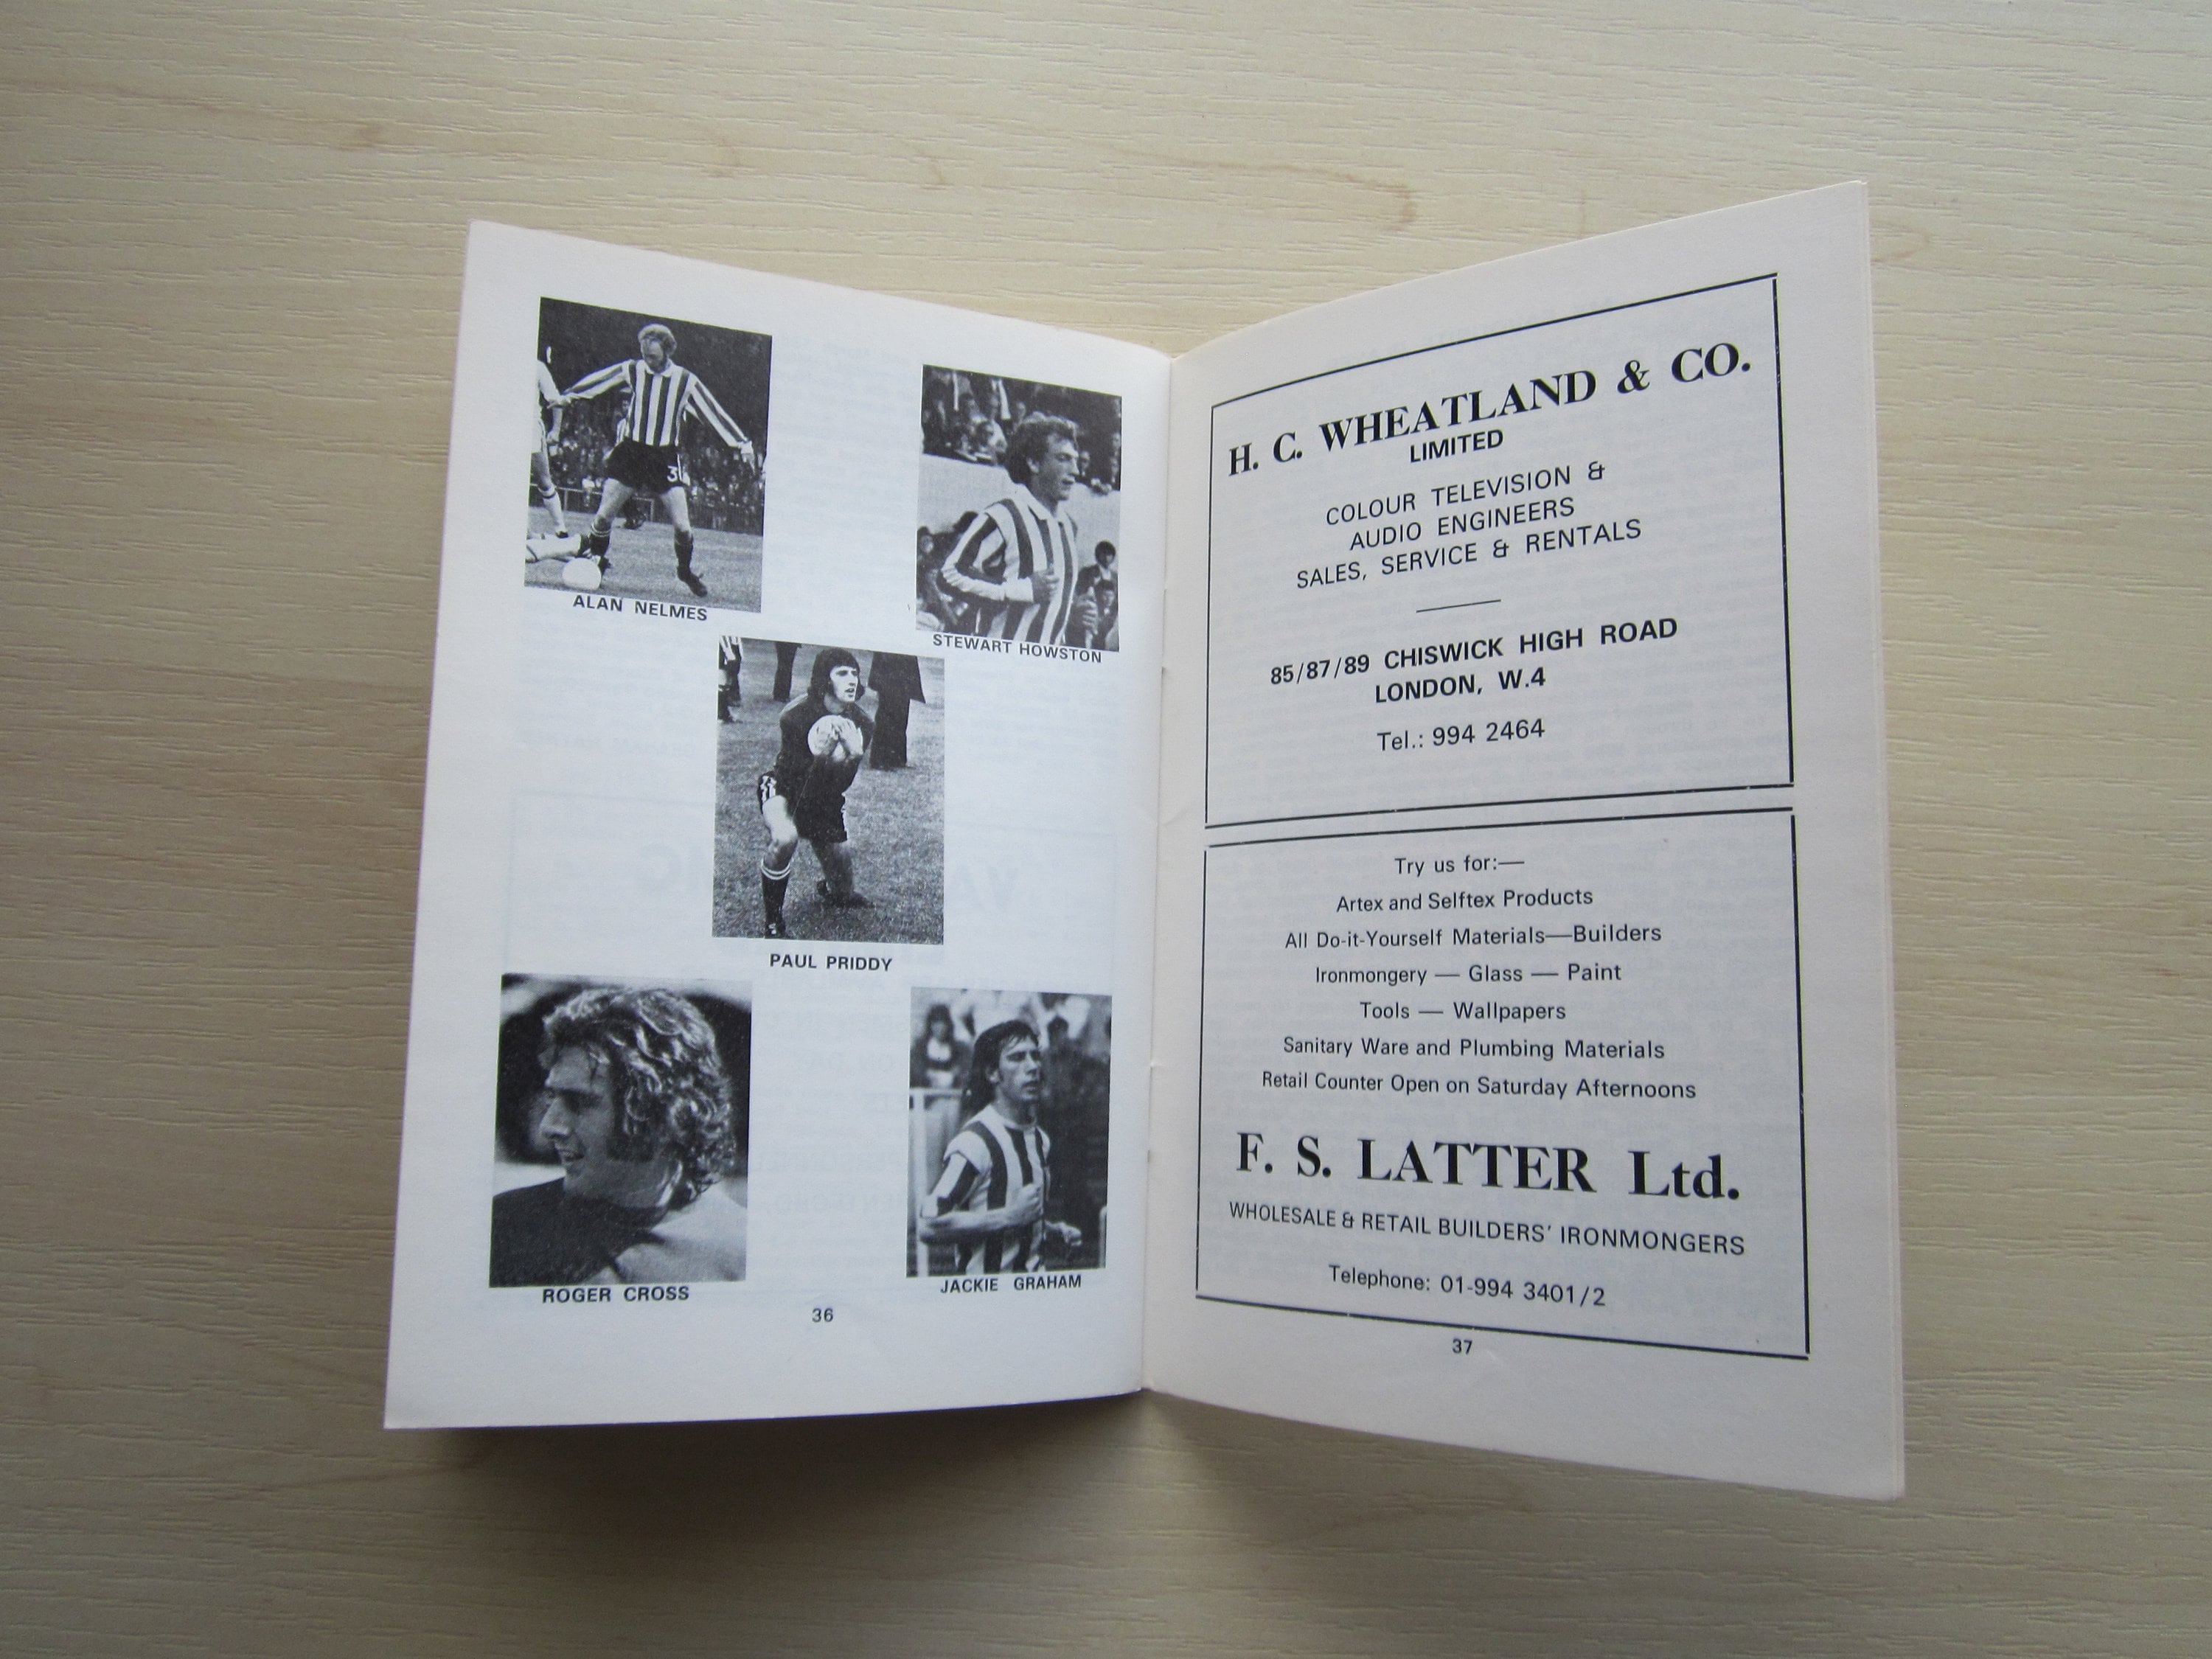 ALAN NELMES
STEWART HOWSTON
PAUL PRIDDY
ROGER CROSS
JACKIE GRAHAM
36
H. C. WHEATLAND & CO.
LIMITED
COLOUR TELEVISION &
AUDIO ENGINEERS
SALES, SERVICE & RENTALS
85/87/89 CHISWICK HIGH ROAD
LONDON, W.4
Tel.: 994 2464
Try us for:—
Artex and Selftex Products
All Do-it-Yourself Materials—Builders
Ironmongery — Glass — Paint
Tools — Wallpapers
Sanitary Ware and Plumbing Materials
Retail Counter Open on Saturday Afternoons
F. S. LATTER Ltd.
WHOLESALE & RETAIL BUILDERS' IRONMONGERS
Telephone: 01-994 3401/2
37